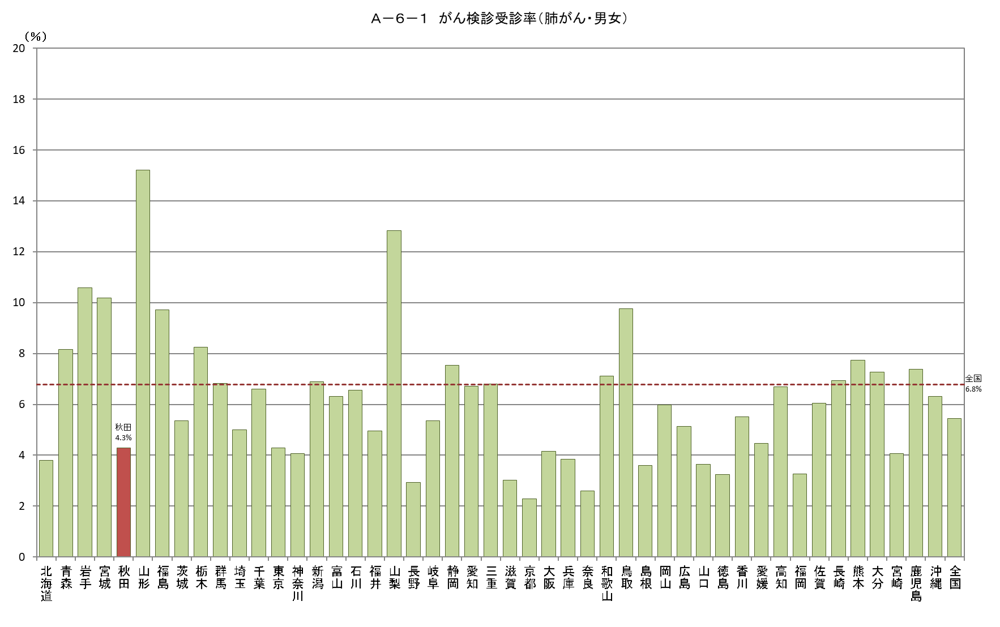 A－6－1　がん検診受診率（肺がん・男女）
（%）
20
18
16
14
12
10
8
6
4
2
0
秋田
4.3%
全国
6.8%
北海道
青森
岩手
宮城
秋田
山形
福島
茨城
栃木
群馬
埼玉
千葉
東京
神奈川
新潟
富山
石川
福井
山梨
長野
岐阜
静岡
愛知
三重
滋賀
京都
大阪
兵庫
奈良
和歌山
鳥取
島根
岡山
広島
山口
徳島
香川
愛媛
高知
福岡
佐賀
長崎
熊本
大分
宮崎
鹿児島
沖縄
全国